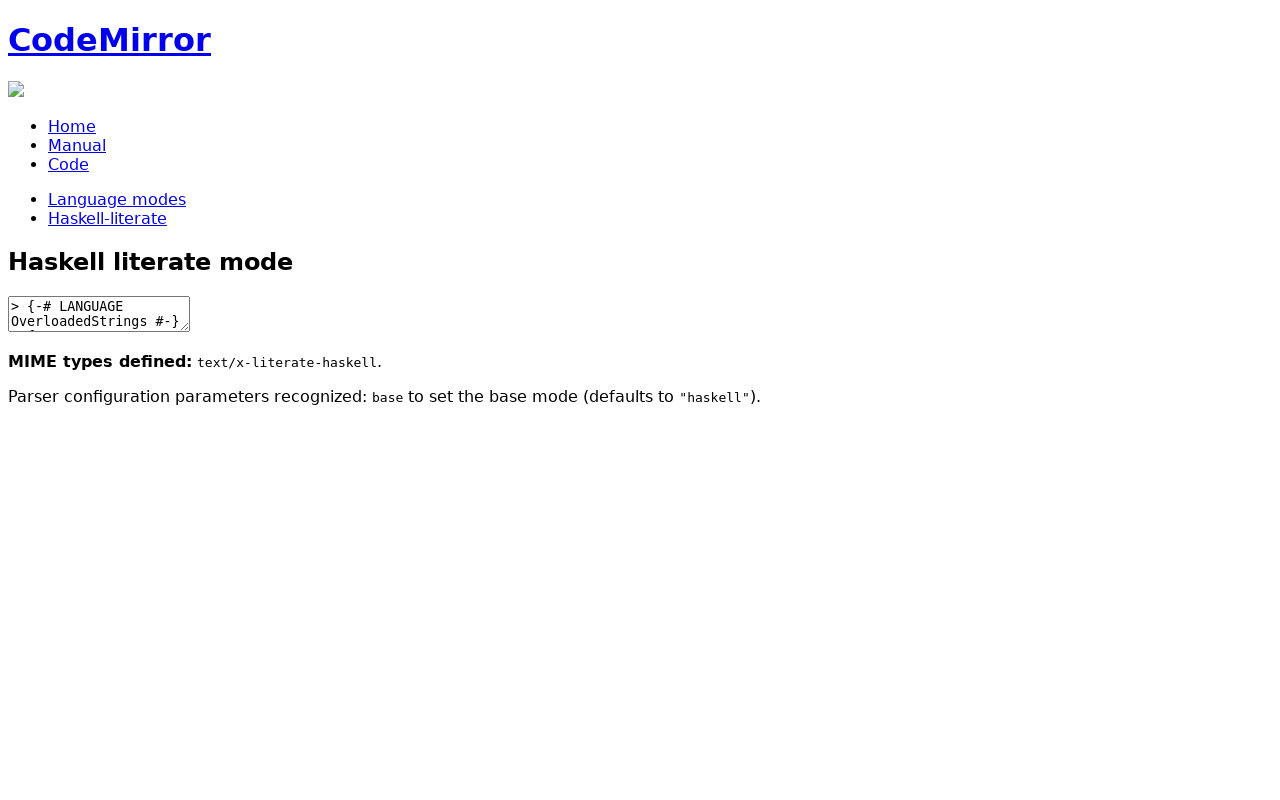 CodeMirror
Home
Manual
Code
Language modes
Haskell-literate
Haskell literate mode
> {-# LANGUAGE
OverloadedStrings #-}
MIME types defined: text/x-literate-haskell.
Parser configuration parameters recognized: base to set the base mode (defaults to "haskell").